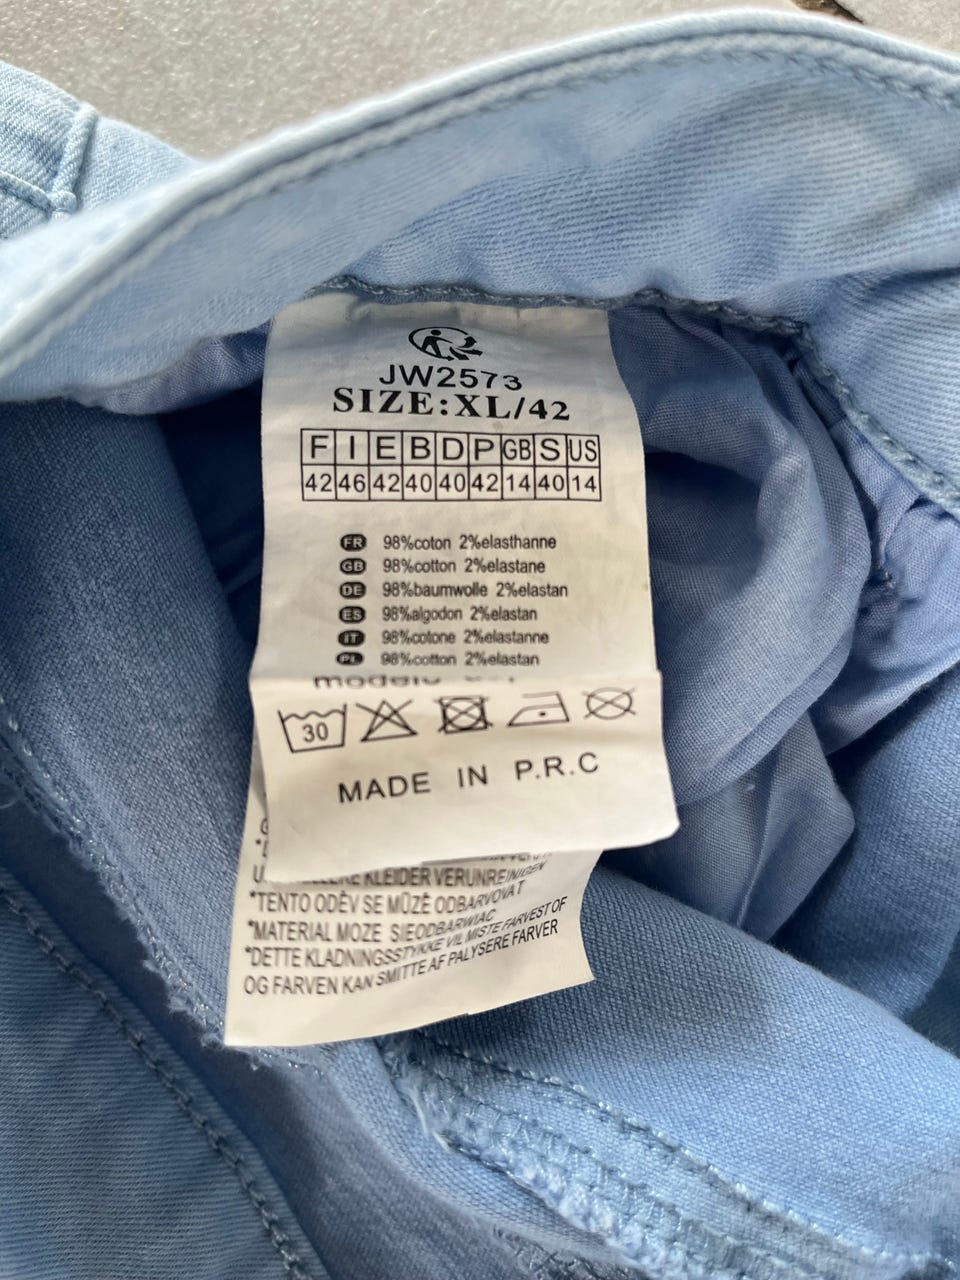 JW2573
SIZE:XL/42
F I E B D P GB S US
42 46 42 40 40 42 14 40 14
FR 98%coton 2%elasthanne
GB 98%cotton 2%elastane
DE 98%baumwolle 2%elastan
ES 98%algodon 2%elastan
IT 98%cotone 2%elastanne
PL 98%cotton 2%elastan
30
MADE IN P.R.C
KLEIDER VERUNREINIGEN
*TENTO ODĚV SE MŮZĚ ODBARVOVAT
*MATERIAL MOZE SIEODBARWIAC
*DETTE KLADNINGSSTYKKE VIL MISTE FARVEST OF
OG FARVEN KAN SMITTE AF PALYSERE FARVER